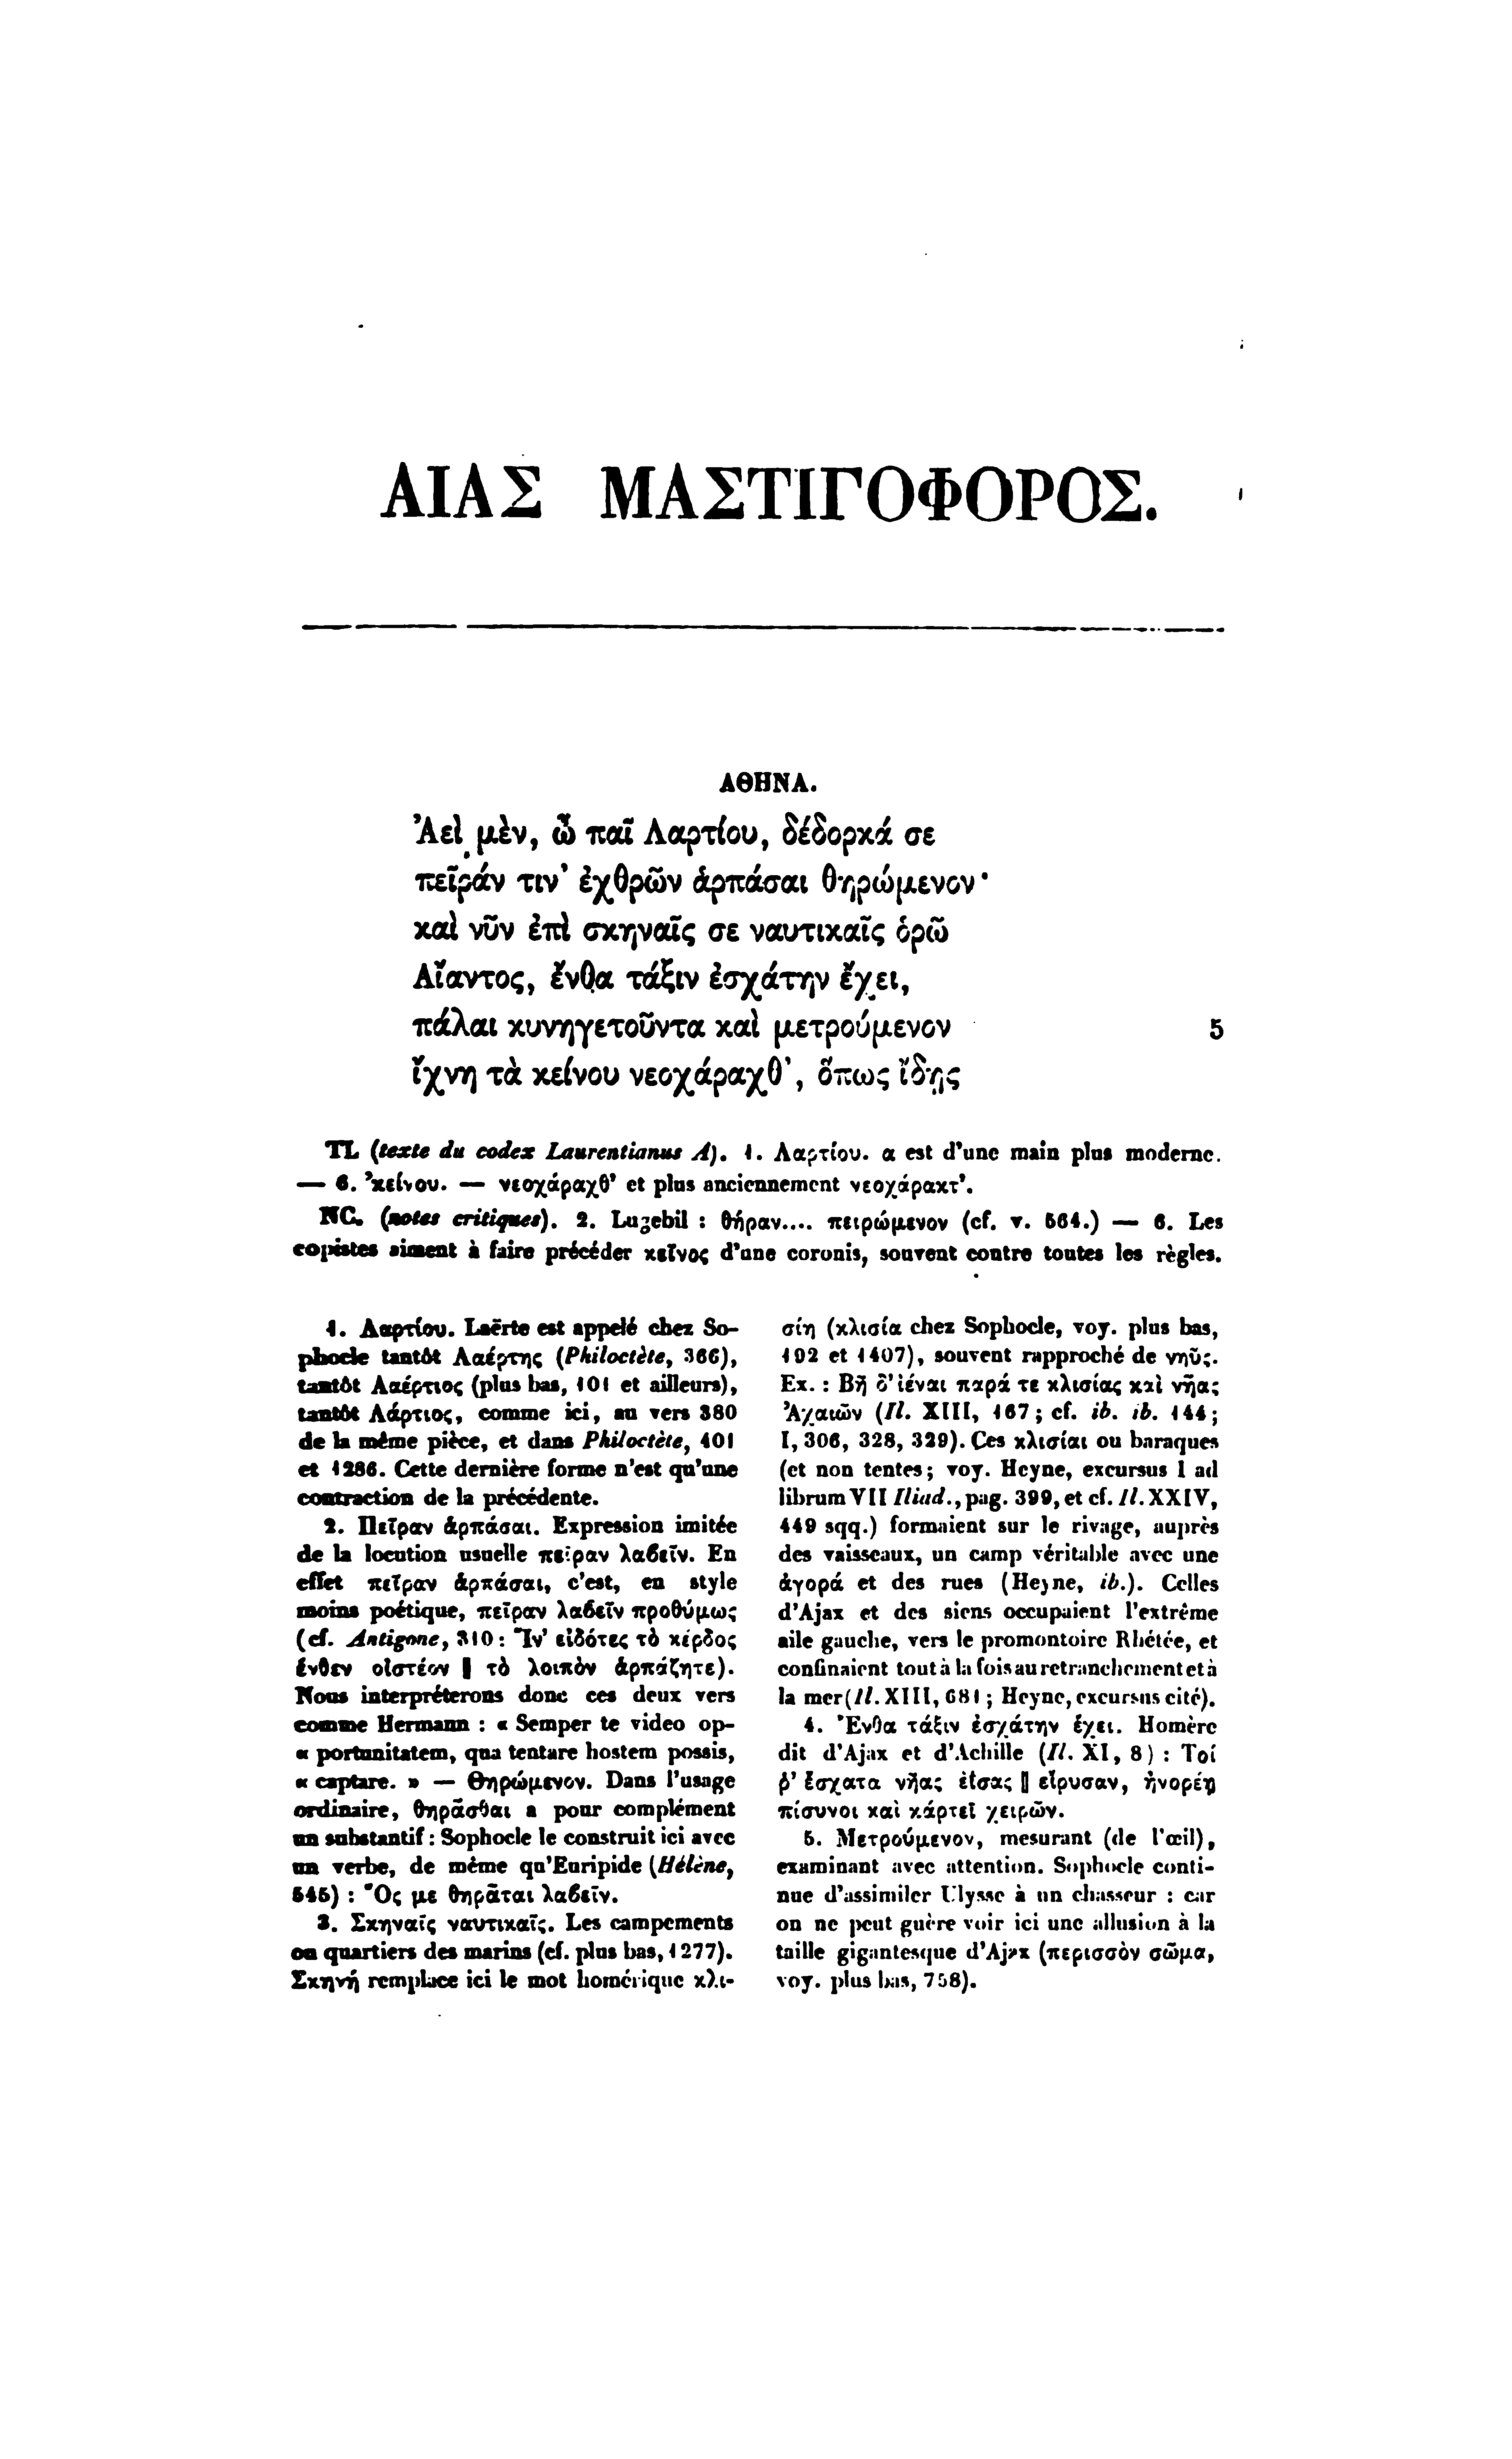 ΑΙΑΣ ΜΑΣΤΙΓΟΦΟΡΟΣ.
ΑΘΗΝΑ.
Ἀεὶ μὲν, ὦ παῖ Λαρτίου, δέδορκά σε
πεῖράν τιν’ ἐχθρῶν ἁρπάσαι θηρώμενον·
καὶ νῦν ἐπὶ σκηναῖς σε ναυτικαῖς ὁρῶ
Αἴαντος, ἔνθα τάξιν ἐσχάτην ἔχει,
πάλαι κυνηγετοῦντα καὶ μετρούμενον 5
ἴχνη τὰ κείνου νεοχάραχθ’, ὅπως ἴδῃς
TL (texte du codex Laurentianus A). 1. Λαρτίου. α est d'une main plus moderne.
— 6. ’κείνου. — νεοχάραχθ’ et plus anciennement νεοχάρακτ’.
NC. (notes critiques). 2. Lugebil : θήραν.... πειρώμενον (cf. v. 564.) — 6. Les
copistes aiment à faire précéder κεῖνος d'une coronis, souvent contre toutes les règles.
1. Λαρτίου. Laërte est appelé chez So-
phocle tantôt Λαέρτης (Philoctète, 366),
tantôt Λαέρτιος (plus bas, 101 et ailleurs),
tantôt Λάρτιος, comme ici, au vers 380
de la même pièce, et dans Philoctète, 401
et 1286. Cette dernière forme n'est qu'une
contraction de la précédente.
2. Πεῖραν ἁρπάσαι. Expression imitée
de la locution usuelle πεῖραν λαβεῖν. En
effet πεῖραν ἁρπάσαι, c'est, en style
moins poétique, πεῖραν λαβεῖν προθύμως
(cf. Antigone, 310 : Ἵν’ εἰδότες τὸ κέρδος
ἔνθεν οἰστέον ‖ τὸ λοιπὸν ἁρπάζητε).
Nous interpréterons donc ces deux vers
comme Hermann : « Semper te video op-
« portunitatem, qua tentare hostem possis,
« captare. » — Θηρώμενον. Dans l'usage
ordinaire, θηρᾶσθαι a pour complément
un substantif : Sophocle le construit ici avec
un verbe, de même qu'Euripide (Hélène,
545) : Ὅς με θηρᾶται λαβεῖν.
3. Σκηναῖς ναυτικαῖς. Les campements
ou quartiers des marins (cf. plus bas, 1277).
Σκηνή remplace ici le mot homérique κλι-
σίη (κλισία chez Sophocle, voy. plus bas,
192 et 1407), souvent rapproché de νηῦς.
Ex. : Βῆ δ’ ἰέναι παρά τε κλισίας καὶ νῆας
Ἀχαιῶν (Il. XIII, 167 ; cf. ib. ib. 144 ;
I, 306, 328, 329). Ces κλισίαι ou baraques
(et non tentes ; voy. Heyne, excursus I ad
librum VII Iliad., pag. 399, et cf. Il. XXIV,
449 sqq.) formaient sur le rivage, auprès
des vaisseaux, un camp véritable avec une
ἀγορά et des rues (Heyne, ib.). Celles
d'Ajax et des siens occupaient l'extrême
aile gauche, vers le promontoire Rhétée, et
confinaient tout à la fois au retranchement et à
la mer (Il. XIII, 681 ; Heyne, excursus cité).
4. Ἔνθα τάξιν ἐσχάτην ἔχει. Homère
dit d'Ajax et d'Achille (Il. XI, 8) : Τοί
ῥ’ ἔσχατα νῆας ἐΐσας ‖ εἴρυσαν, ἠνορέῃ
πίσυνοι καὶ κάρτεϊ χειρῶν.
5. Μετρούμενον, mesurant (de l'œil),
examinant avec attention. Sophocle conti-
nue d'assimiler Ulysse à un chasseur : car
on ne peut guère voir ici une allusion à la
taille gigantesque d'Ajax (περισσὸν σῶμα,
voy. plus bas, 758).